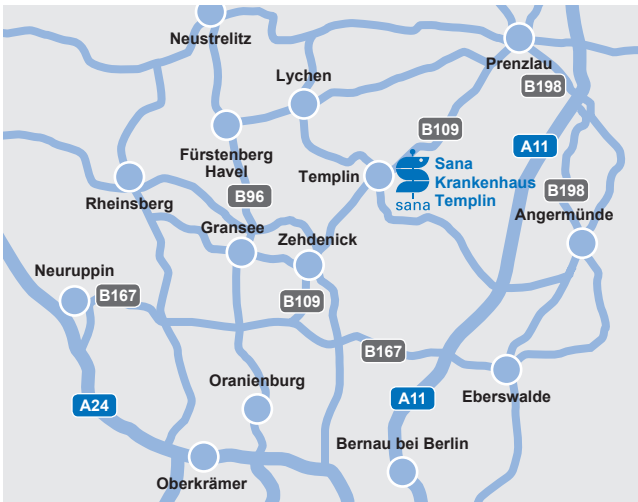 Neustrelitz
Prenzlau
Lychen
B198
B109
A11
Fürstenberg
Havel
Templin
Sana
Krankenhaus
Templin
sana
B198
B96
Rheinsberg
Angermünde
Gransee
Zehdenick
Neuruppin
B167
B109
B167
Oranienburg
A11
Eberswalde
A24
Bernau bei Berlin
Oberkrämer